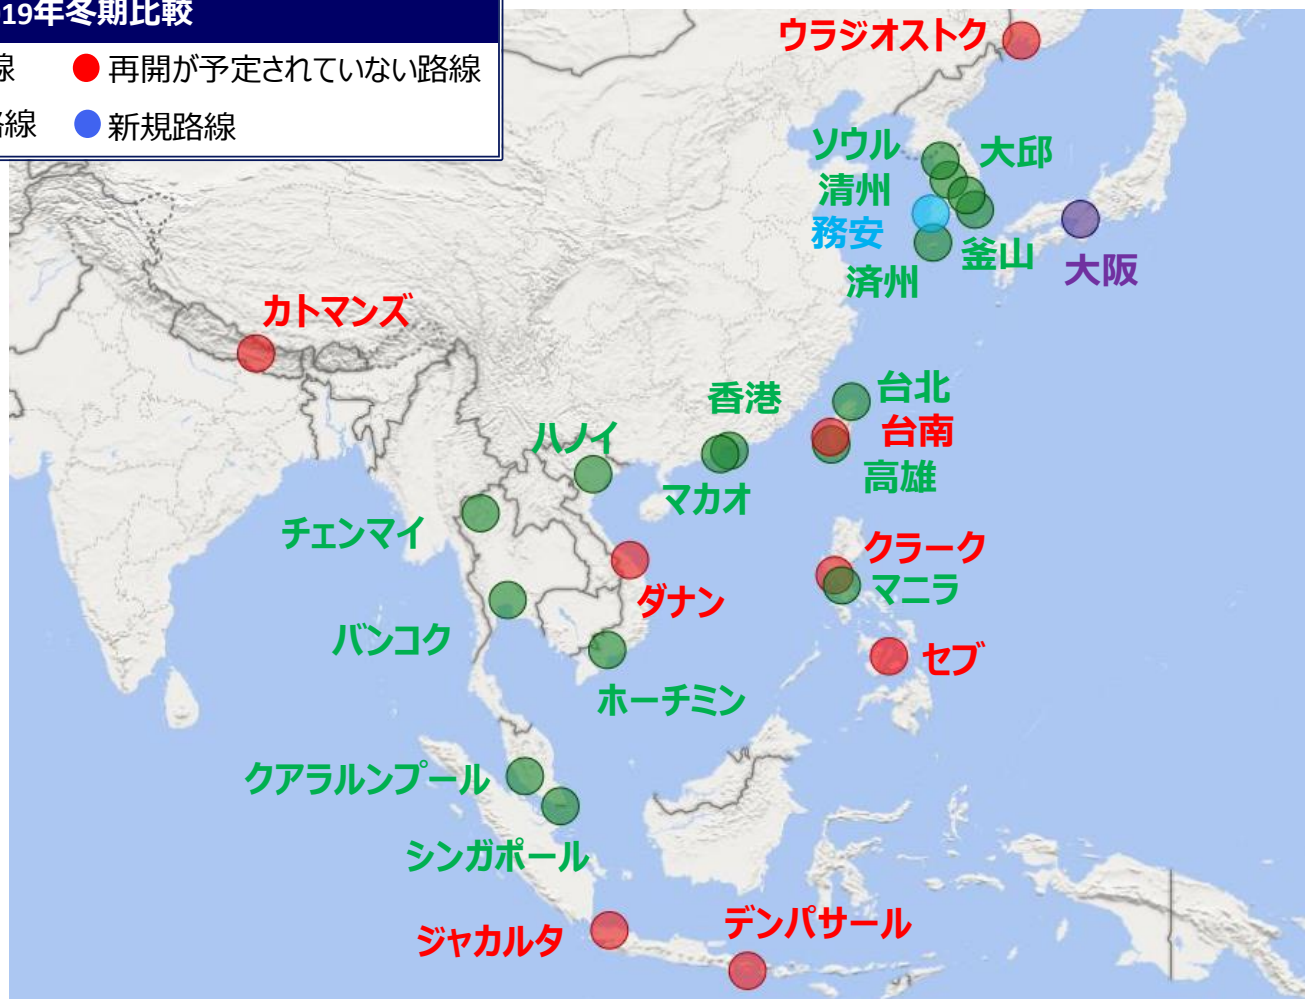 19年冬期比較
線
再開が予定されていない路線
路線
新規路線
ウラジオストク
ソウル
大邱
清州
務安
釜山
済州
大阪
カトマンズ
台北
香港
台南
ハノイ
高雄
マカオ
チェンマイ
クラーク
マニラ
ダナン
バンコク
セブ
ホーチミン
クアラルンプール
シンガポール
デンパサール
ジャカルタ